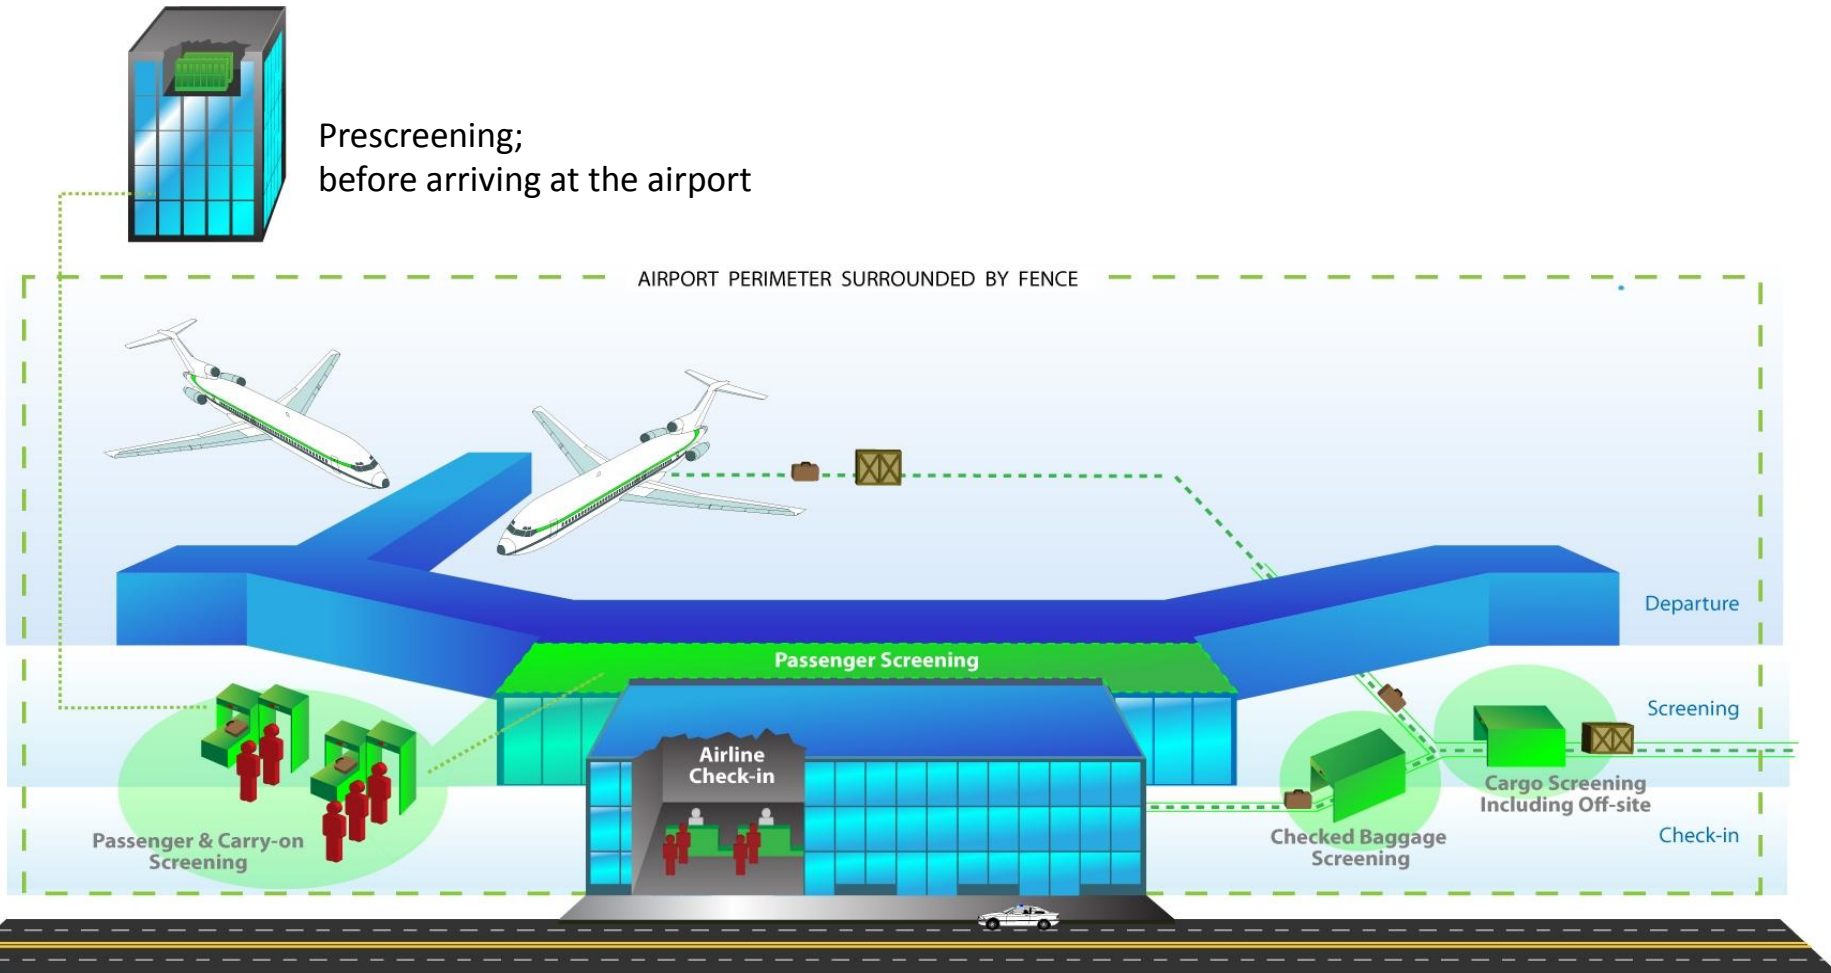 Prescreening;
before arriving at the airport
AIRPORT PERIMETER SURROUNDED BY FENCE
Departure
Passenger Screening
Screening
Airline
Check-in
Cargo Screening
Including Off-site
Passenger & Carry-on
Screening
Checked Baggage
Screening
Check-in